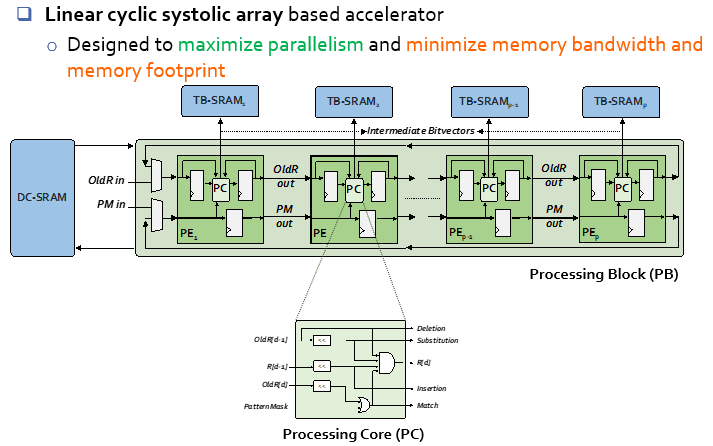 Linear cyclic systolic array based accelerator
Designed to maximize parallelism and minimize memory bandwidth and
memory footprint
TB-SRAM1
TB-SRAM2
TB-SRAMp-1
TB-SRAMp
Intermediate Bitvectors
DC-SRAM
OldR in
PM in
PC
PE1
OldR
out
PM
out
PC
PE
PC
PEp-1
OldR
out
PM
out
PC
PEp
Processing Block (PB)
OldR[d-1]
<<
R[d-1]
<<
OldR[d]
<<
PatternMask
Deletion
Substitution
R[d]
Insertion
Match
Processing Core (PC)